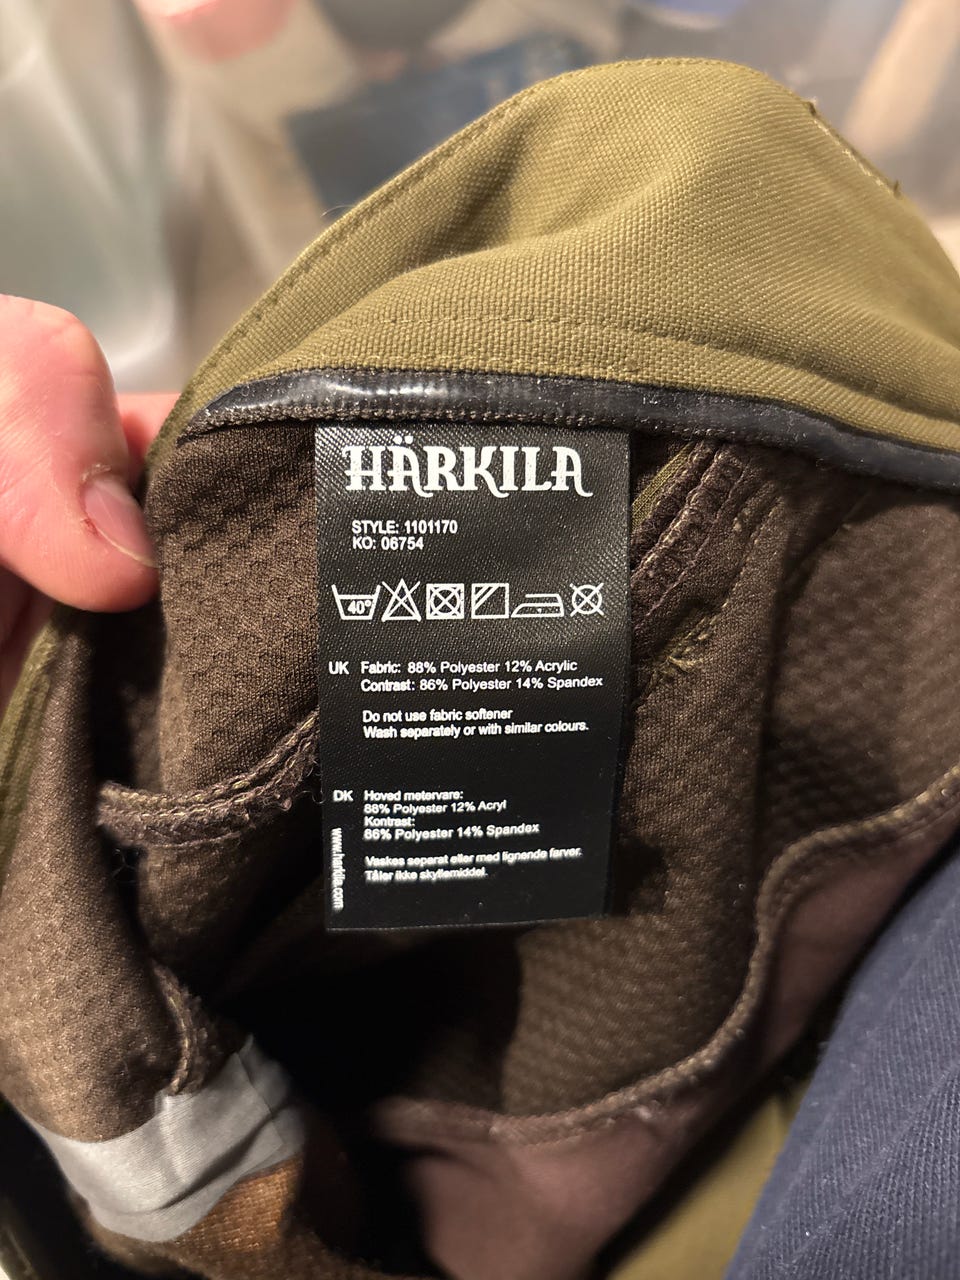 HÄRKILA
STYLE: 1101170
KO: 06754
40°
UK Fabric: 88% Polyester 12% Acrylic
Contrast: 86% Polyester 14% Spandex
Do not use fabric softener
Wash separately or with similar colours.
DK Hoved metervare:
88% Polyester 12% Acryl
Kontrast:
86% Polyester 14% Spandex
Vaskes separat eller med lignende farver.
Tåler ikke skyllemiddel.
www.harkila.com